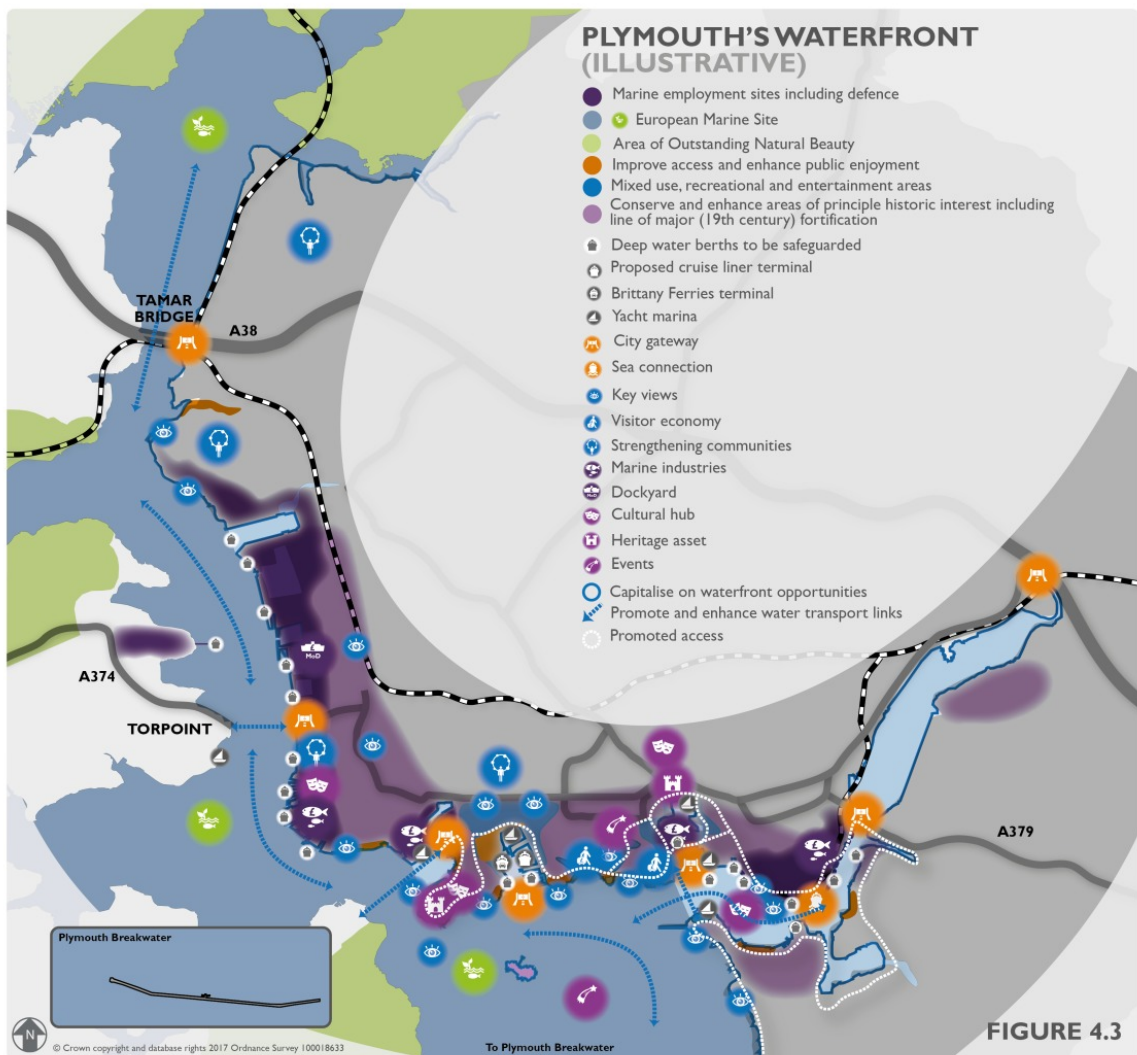 PLYMOUTH'S WATERFRONT
(ILLUSTRATIVE)
Marine employment sites including defence
European Marine Site
Area of Outstanding Natural Beauty
Improve access and enhance public enjoyment
Mixed use, recreational and entertainment areas
Conserve and enhance areas of principle historic interest including
line of major (19th century) fortification
Deep water berths to be safeguarded
Proposed cruise liner terminal
Brittany Ferries terminal
Yacht marina
City gateway
Sea connection
Key views
Visitor economy
Strengthening communities
Marine industries
MoD
Dockyard
Cultural hub
Heritage asset
Events
Capitalise on waterfront opportunities
Promote and enhance water transport links
Promoted access
TAMAR
BRIDGE
A38
MoD
A374
TORPOINT
A379
Plymouth Breakwater
N
© Crown copyright and database rights 2017 Ordnance Survey 100018633
To Plymouth Breakwater
FIGURE 4.3